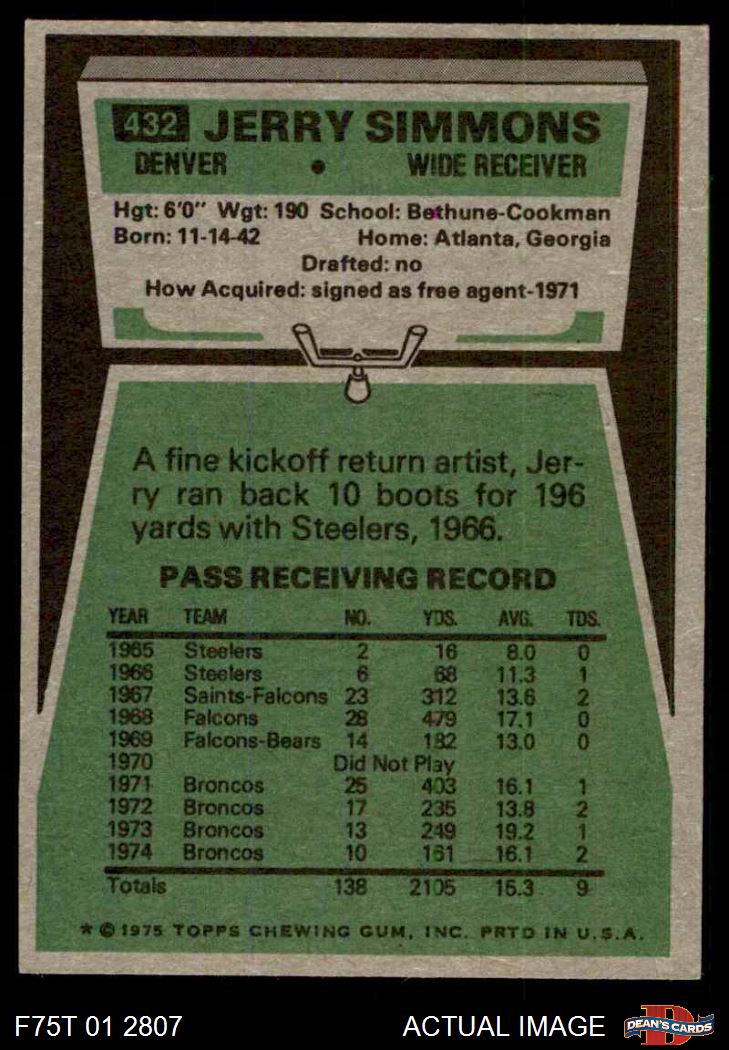 432 JERRY SIMMONS
DENVER • WIDE RECEIVER
Hgt: 6'0" Wgt: 190 School: Bethune-Cookman
Born: 11-14-42 Home: Atlanta, Georgia
Drafted: no
How Acquired: signed as free agent-1971
A fine kickoff return artist, Jer-
ry ran back 10 boots for 196
yards with Steelers, 1966.
PASS RECEIVING RECORD
YEAR TEAM NO. YDS. AVG. TDS.
1965 Steelers 2 16 8.0 0
1966 Steelers 6 68 11.3 1
1967 Saints-Falcons 23 312 13.6 2
1968 Falcons 28 479 17.1 0
1969 Falcons-Bears 14 182 13.0 0
1970 Did Not Play
1971 Broncos 25 403 16.1 1
1972 Broncos 17 235 13.8 2
1973 Broncos 13 249 19.2 1
1974 Broncos 10 161 16.1 2
Totals 138 2105 15.3 9
* © 1975 TOPPS CHEWING GUM, INC. PRTD IN U.S.A.
F75T 01 2807 ACTUAL IMAGE
D
DEAN'S CARDS